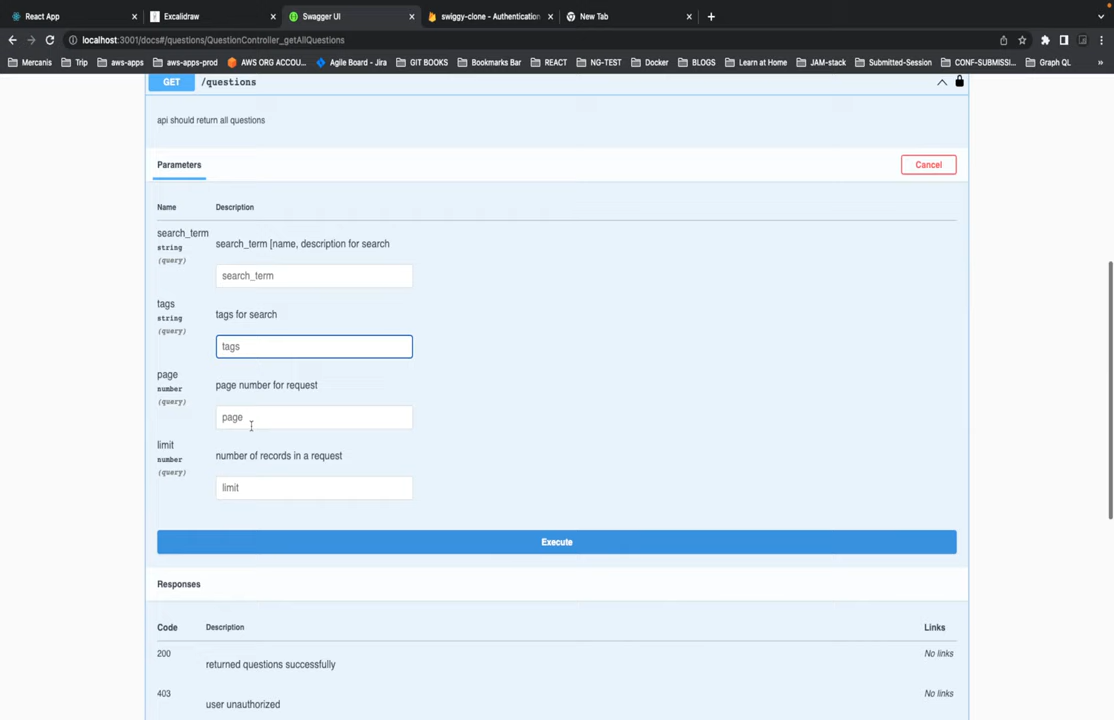 React App
Excalidraw
Swagger UI
swiggy-clone - Authentication
New Tab
localhost:3001/docs#/questions/QuestionController_getAllQuestions
Mercanis
Trip
aws-apps
aws-apps-prod
AWS ORG ACCOU...
Agile Board - Jira
GIT BOOKS
Bookmarks Bar
REACT
NG-TEST
Docker
BLOGS
Learn at Home
JAM-stack
Submitted-Session
CONF-SUBMISSI...
Graph QL
»
GET /questions
api should return all questions
Parameters
Cancel
Name Description
search_term
string
(query)
search_term [name, description for search
search_term
tags
string
(query)
tags for search
tags
page
number
(query)
page number for request
page
limit
number
(query)
number of records in a request
limit
Execute
Responses
Code Description Links
200 No links
returned questions successfully
403 No links
user unauthorized